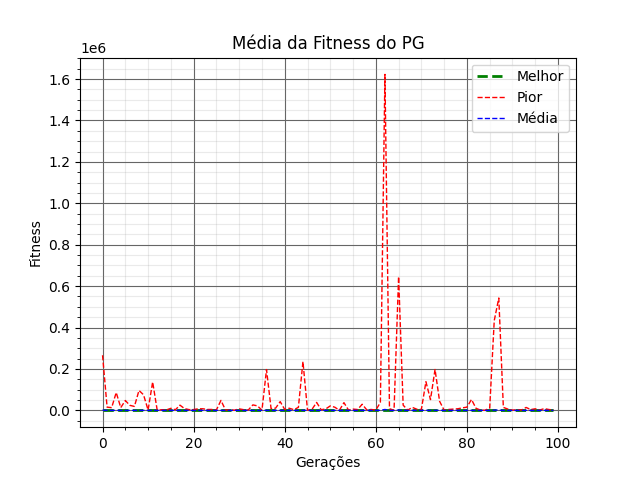 Média da Fitness do PG
1e6
Melhor
Pior
Média
1.6
1.4
1.2
1.0
0.8
0.6
0.4
0.2
0.0
Fitness
0 20 40 60 80 100
Gerações